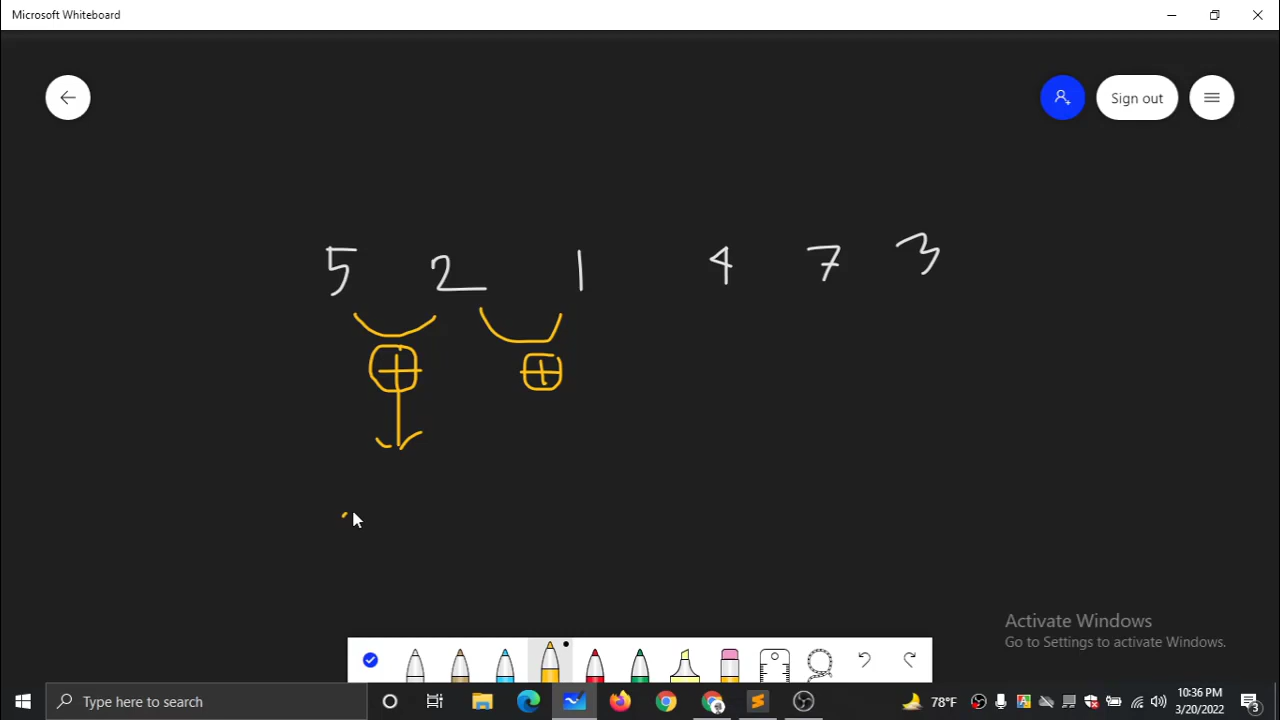 Microsoft Whiteboard
Sign out
5 2 1 4 7 3
+ +
Activate Windows
Go to Settings to activate Windows.
Type here to search
78°F
10:36 PM
3/20/2022
3